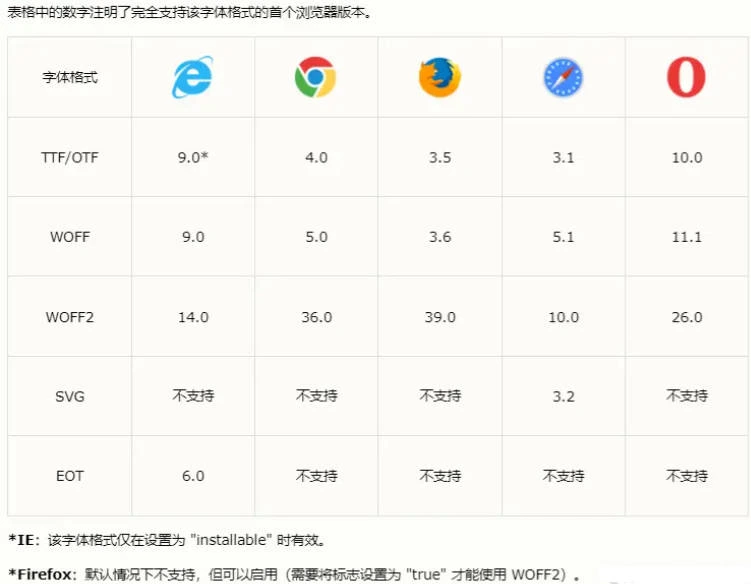 表格中的数字注明了完全支持该字体格式的首个浏览器版本。
字体格式
TTF/OTF 9.0* 4.0 3.5 3.1 10.0
WOFF 9.0 5.0 3.6 5.1 11.1
WOFF2 14.0 36.0 39.0 10.0 26.0
SVG 不支持 不支持 不支持 3.2 不支持
EOT 6.0 不支持 不支持 不支持 不支持
*IE：该字体格式仅在设置为 "installable" 时有效。
*Firefox：默认情况下不支持，但可以启用（需要将标志设置为 "true" 才能使用 WOFF2）。